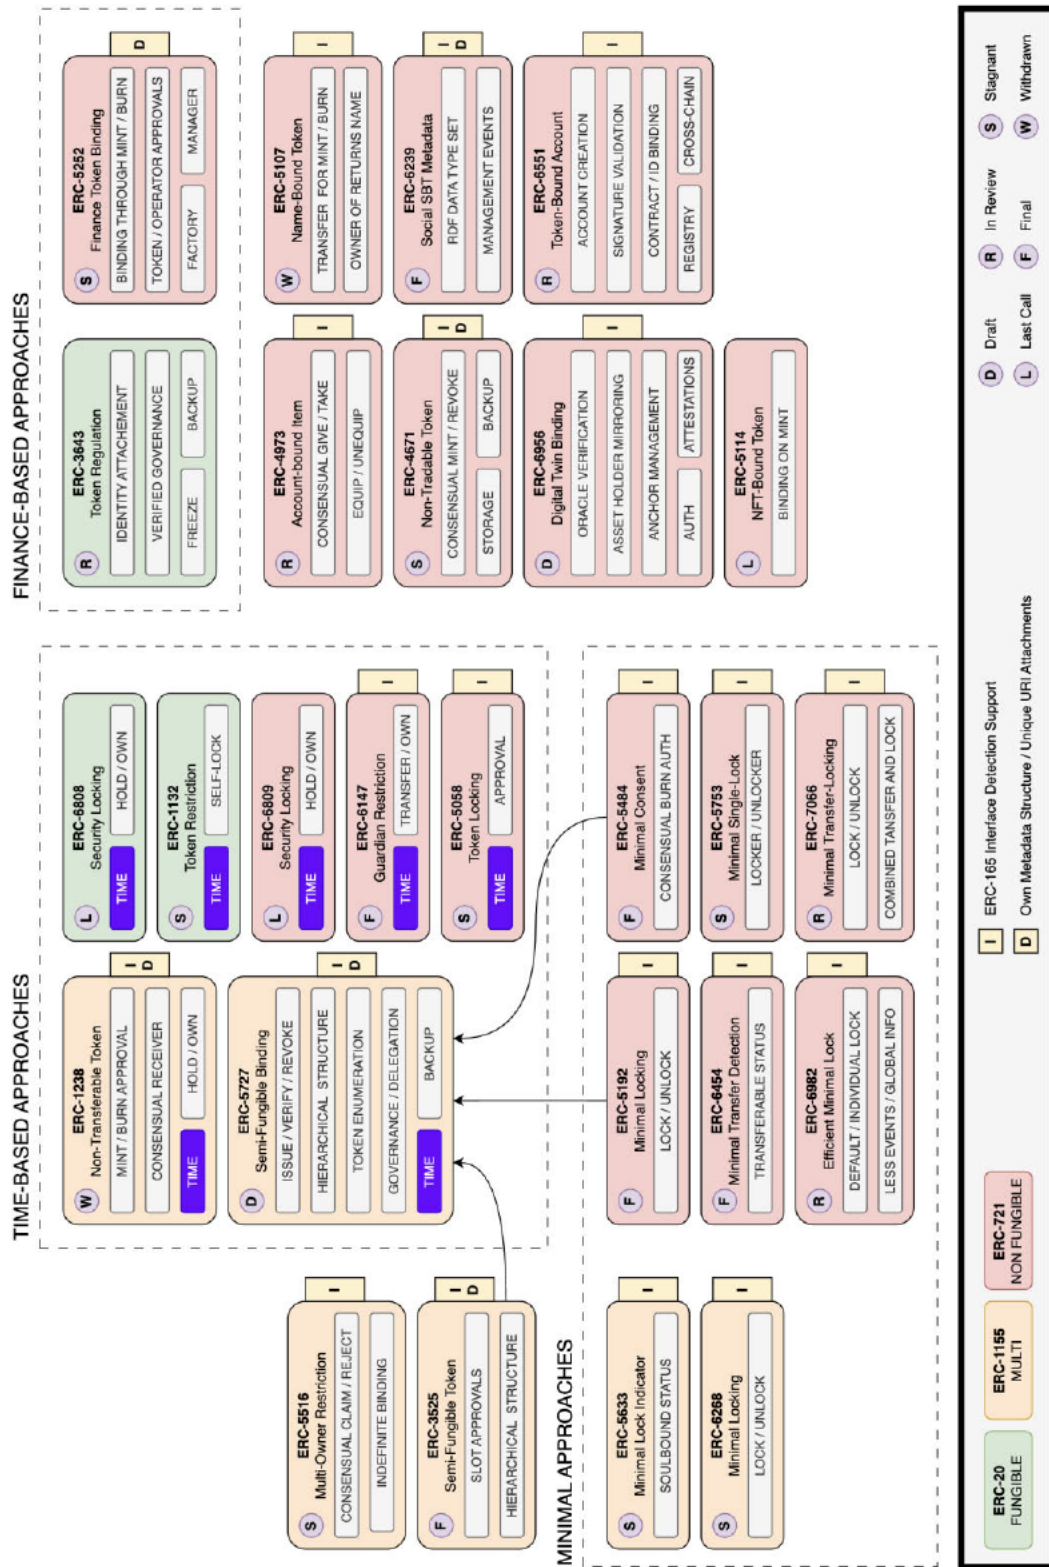 TIME-BASED APPROACHES
W
ERC-1238
Non-Transferable Token
MINT / BURN APPROVAL
CONSENSUAL RECEIVER
TIME
HOLD / OWN
I
D
D
ERC-5727
Semi-Fungible Binding
ISSUE / VERIFY / REVOKE
HIERARCHICAL STRUCTURE
TOKEN ENUMERATION
GOVERNANCE / DELEGATION
TIME
BACKUP
I
D
L
ERC-6808
Security Locking
TIME
HOLD / OWN
S
ERC-1132
Token Restriction
TIME
SELF-LOCK
L
ERC-6809
Security Locking
TIME
HOLD / OWN
F
ERC-6147
Guardian Restriction
TIME
TRANSFER / OWN
I
S
ERC-5058
Token Locking
TIME
APPROVAL
I
FINANCE-BASED APPROACHES
R
ERC-3643
Token Regulation
IDENTITY ATTACHEMENT
VERIFIED GOVERNANCE
FREEZE
BACKUP
S
ERC-5252
Finance Token Binding
BINDING THROUGH MINT / BURN
TOKEN / OPERATOR APPROVALS
FACTORY
MANAGER
D
S
ERC-5516
Multi-Owner Restriction
CONSENSUAL CLAIM / REJECT
INDEFINITE BINDING
I
F
ERC-3525
Semi-Fungible Token
SLOT APPROVALS
HIERARCHICAL STRUCTURE
I
D
R
ERC-4973
Account-bound Item
CONSENSUAL GIVE / TAKE
EQUIP / UNEQUIP
I
W
ERC-5107
Name-Bound Token
TRANSFER FOR MINT / BURN
OWNER OF RETURNS NAME
I
S
ERC-4671
Non-Tradable Token
CONSENSUAL MINT / REVOKE
STORAGE
BACKUP
I
D
F
ERC-6239
Social SBT Metadata
RDF DATA TYPE SET
MANAGEMENT EVENTS
I
D
D
ERC-6956
Digital Twin Binding
ORACLE VERIFICATION
ASSET HOLDER MIRRORING
ANCHOR MANAGEMENT
AUTH
ATTESTATIONS
I
R
ERC-6551
Token-Bound Account
ACCOUNT CREATION
SIGNATURE VALIDATION
CONTRACT / ID BINDING
REGISTRY
CROSS-CHAIN
I
L
ERC-5114
NFT-Bound Token
BINDING ON MINT
MINIMAL APPROACHES
S
ERC-5633
Minimal Lock Indicator
SOULBOUND STATUS
I
S
ERC-6268
Minimal Locking
LOCK / UNLOCK
I
F
ERC-5192
Minimal Locking
LOCK / UNLOCK
I
F
ERC-6454
Minimal Transfer Detection
TRANSFERABLE STATUS
I
R
ERC-6982
Efficient Minimal Lock
DEFAULT / INDIVIDUAL LOCK
LESS EVENTS / GLOBAL INFO
I
F
ERC-5484
Minimal Consent
CONSENSUAL BURN AUTH
I
S
ERC-5753
Minimal Single-Lock
LOCKER / UNLOCKER
I
R
ERC-7066
Minimal Transfer-Locking
LOCK / UNLOCK
COMBINED TANSFER AND LOCK
I
ERC-20
FUNGIBLE
ERC-1155
MULTI
ERC-721
NON FUNGIBLE
I
ERC-165 Interface Detection Support
D
Own Metadata Structure / Unique URI Attachments
D
Draft
R
In Review
S
Stagnant
L
Last Call
F
Final
W
Withdrawn